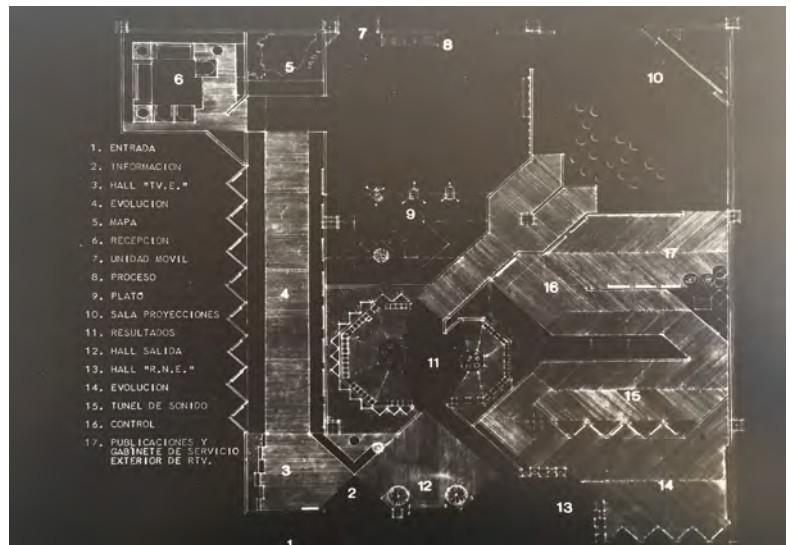 7
8
5
6
10
1. ENTRADA
2. INFORMACION
3. HALL "TV.E."
4. EVOLUCION
5. MAPA
6. RECEPCION
7. UNIDAD MOVIL
8. PROCESO
9. PLATO
10. SALA PROYECCIONES
11. RESULTADOS
12. HALL SALIDA
13. HALL "R.N.E."
14. EVOLUCION
15. TUNEL DE SONIDO
16. CONTROL
17. PUBLICACIONES Y
GABINETE DE SERVICIO
EXTERIOR DE RTV.
9
17
4
16
11
15
3
2
12
14
13
1